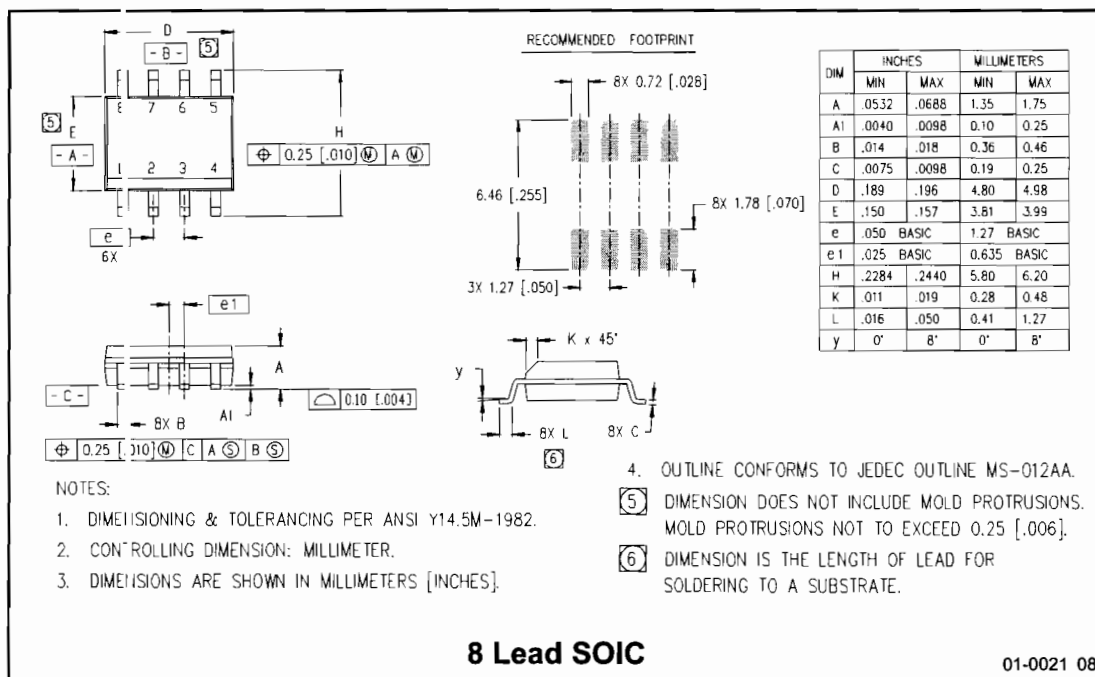 D
- B -
5
8 7 6 5
5
E
- A -
H
⌖ 0.25 [.010] Ⓜ A Ⓜ
1 2 3 4
e
6X
RECOMMENDED FOOTPRINT
8X 0.72 [.028]
6.46 [.255]
8X 1.78 [.070]
3X 1.27 [.050]
DIM INCHES MILLIMETERS
MIN MAX MIN MAX
A .0532 .0688 1.35 1.75
A1 .0040 .0098 0.10 0.25
B .014 .018 0.36 0.46
C .0075 .0098 0.19 0.25
D .189 .196 4.80 4.98
E .150 .157 3.81 3.99
e .050 BASIC 1.27 BASIC
e1 .025 BASIC 0.635 BASIC
H .2284 .2440 5.80 6.20
K .011 .019 0.28 0.48
L .016 .050 0.41 1.27
y 0° 8° 0° 8°
e1
A
- C -
A1
8X B
⌓ 0.10 [.004]
⌖ 0.25 [.010] Ⓜ C A Ⓢ B Ⓢ
K x 45°
y
8X L
6
8X C
NOTES:
1. DIMENSIONING & TOLERANCING PER ANSI Y14.5M-1982.
2. CONTROLLING DIMENSION: MILLIMETER.
3. DIMENSIONS ARE SHOWN IN MILLIMETERS [INCHES].
4. OUTLINE CONFORMS TO JEDEC OUTLINE MS-012AA.
5 DIMENSION DOES NOT INCLUDE MOLD PROTRUSIONS.
MOLD PROTRUSIONS NOT TO EXCEED 0.25 [.006].
6 DIMENSION IS THE LENGTH OF LEAD FOR
SOLDERING TO A SUBSTRATE.
8 Lead SOIC
01-0021 08